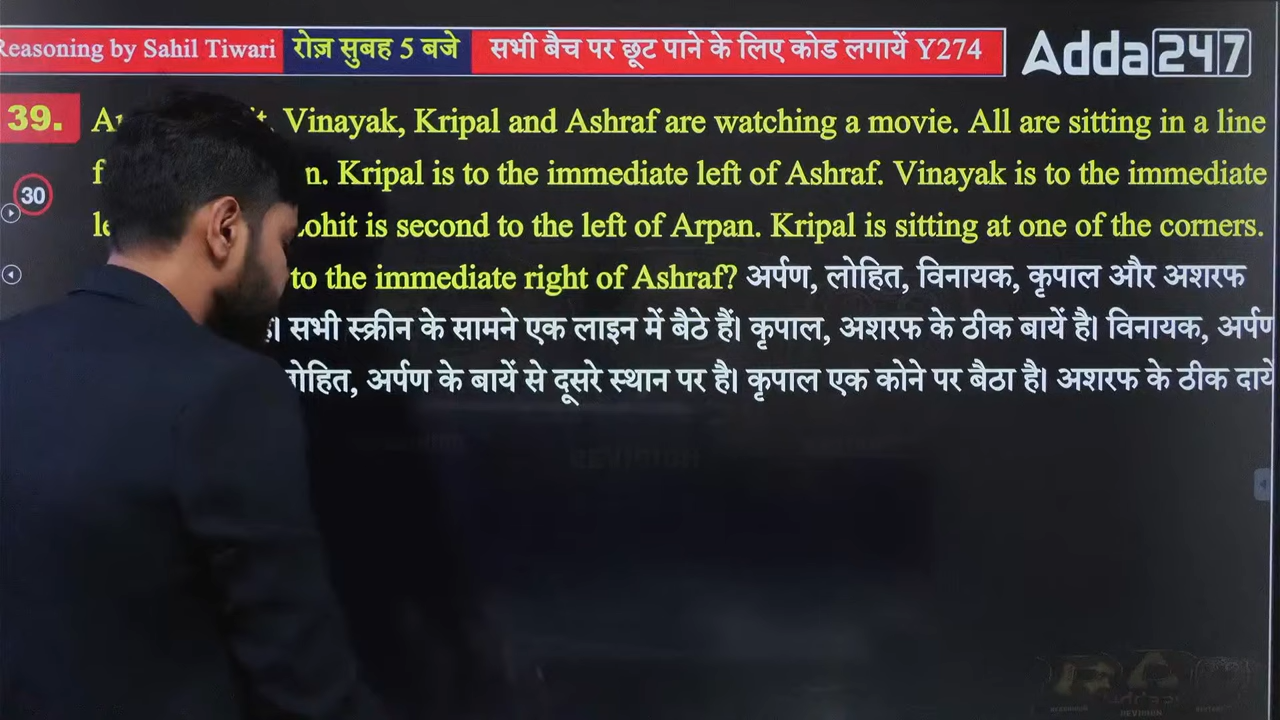 Reasoning by Sahil Tiwari रोज़ सुबह 5 बजे सभी बैच पर छूट पाने के लिए कोड लगायें Y274 Adda247
39. Vinayak, Kripal and Ashraf are watching a movie. All are sitting in a line
30 Kripal is to the immediate left of Ashraf. Vinayak is to the immediate
Lohit is second to the left of Arpan. Kripal is sitting at one of the corners.
to the immediate right of Ashraf? अर्पण, लोहित, विनायक, कृपाल और अशरफ
सभी स्क्रीन के सामने एक लाइन में बैठे हैं। कृपाल, अशरफ के ठीक बायें है। विनायक, अर्पण
लोहित, अर्पण के बायें से दूसरे स्थान पर है। कृपाल एक कोने पर बैठा है। अशरफ के ठीक दायें